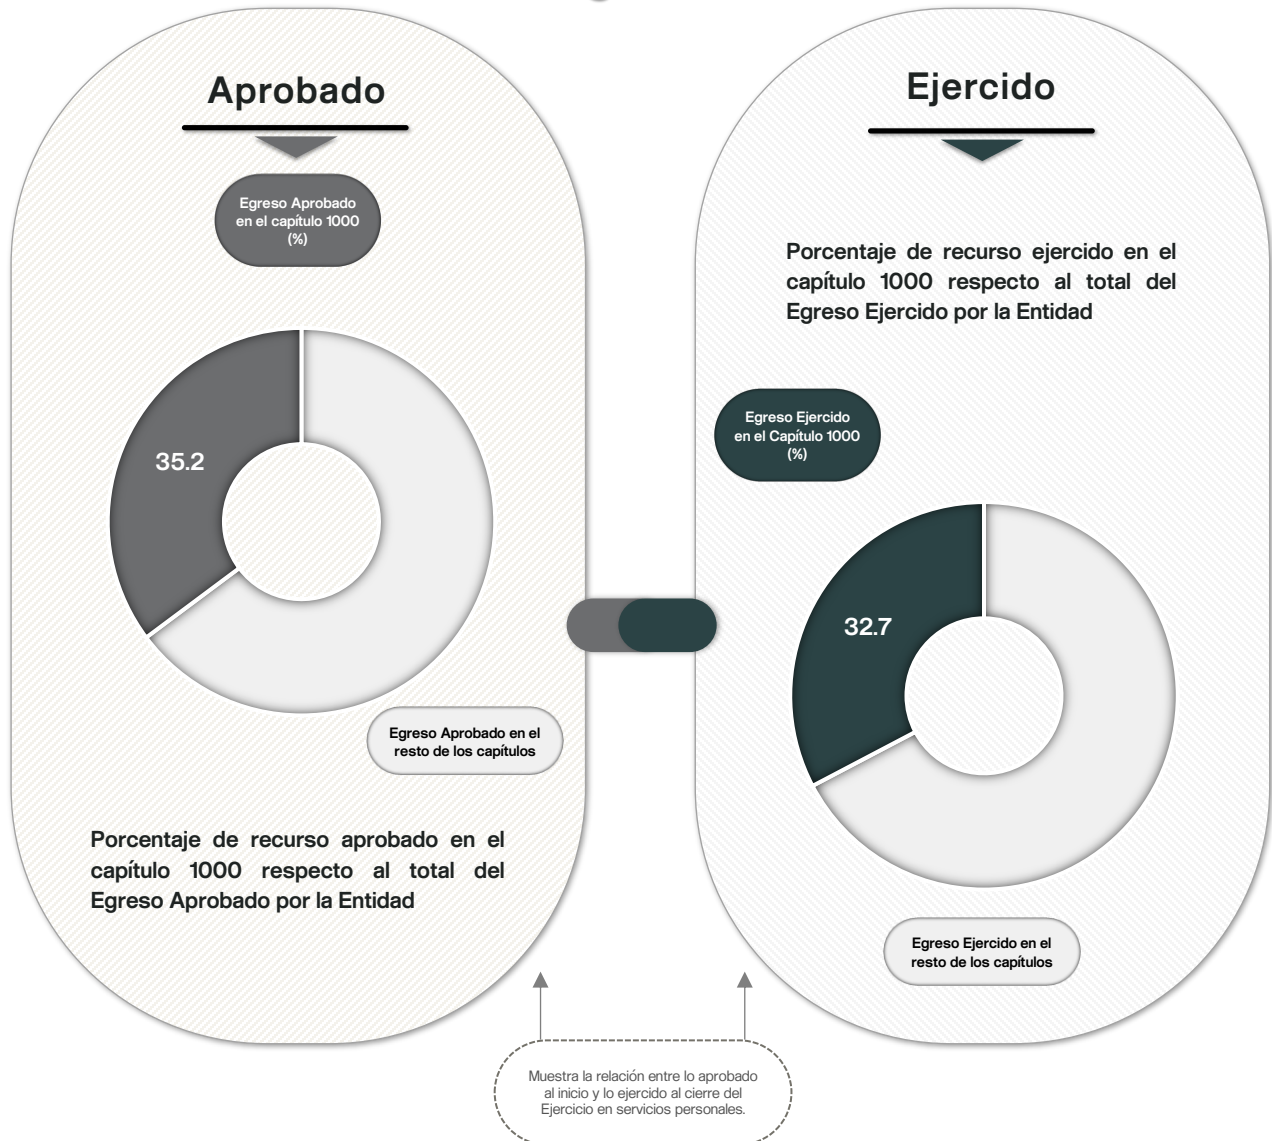 Aprobado
Egreso Aprobado
en el capítulo 1000
(%)
35.2
Egreso Aprobado en el
resto de los capítulos
Porcentaje de recurso aprobado en el
capítulo 1000 respecto al total del
Egreso Aprobado por la Entidad
Ejercido
Porcentaje de recurso ejercido en el
capítulo 1000 respecto al total del
Egreso Ejercido por la Entidad
Egreso Ejercido
en el Capítulo 1000
(%)
32.7
Egreso Ejercido en el
resto de los capítulos
Muestra la relación entre lo aprobado
al inicio y lo ejercido al cierre del
Ejercicio en servicios personales.